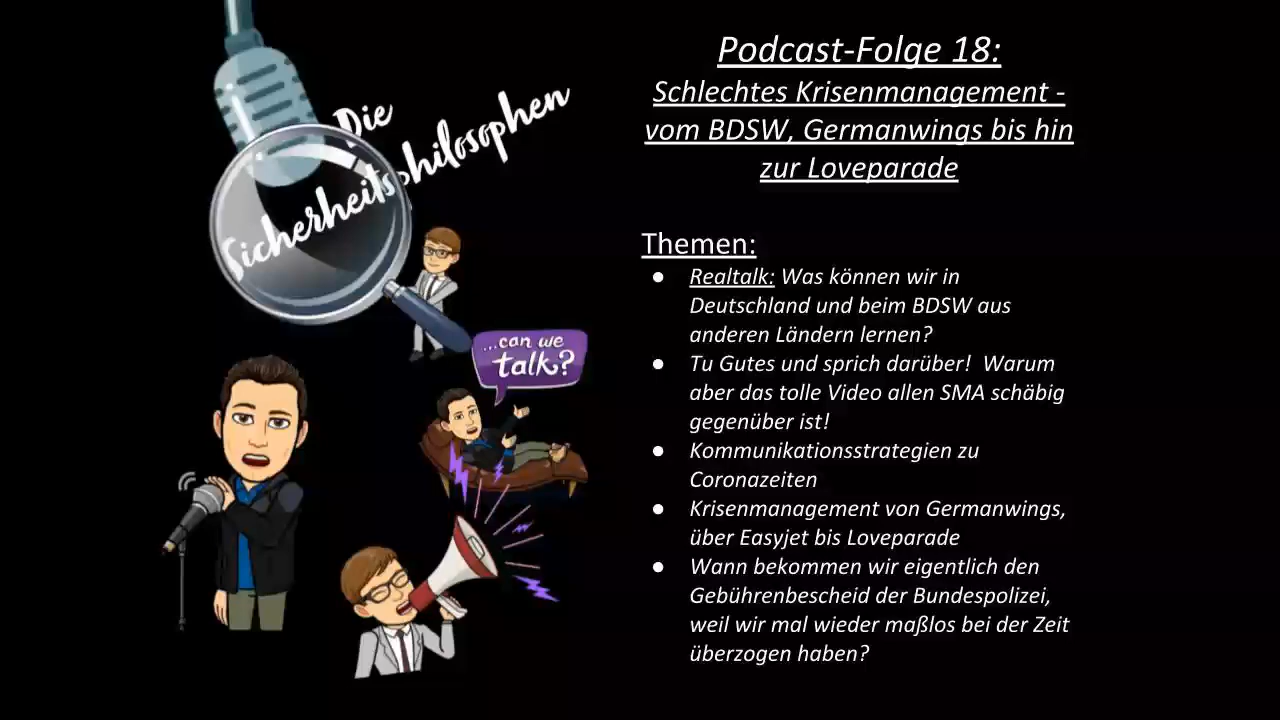 Die
Sicherheitsphilosophen
...can we
talk?
Podcast-Folge 18:
Schlechtes Krisenmanagement -
vom BDSW, Germanwings bis hin
zur Loveparade
Themen:
● Realtalk: Was können wir in
Deutschland und beim BDSW aus
anderen Ländern lernen?
● Tu Gutes und sprich darüber!  Warum
aber das tolle Video allen SMA schäbig
gegenüber ist!
● Kommunikationsstrategien zu
Coronazeiten
● Krisenmanagement von Germanwings,
über Easyjet bis Loveparade
● Wann bekommen wir eigentlich den
Gebührenbescheid der Bundespolizei,
weil wir mal wieder maßlos bei der Zeit
überzogen haben?